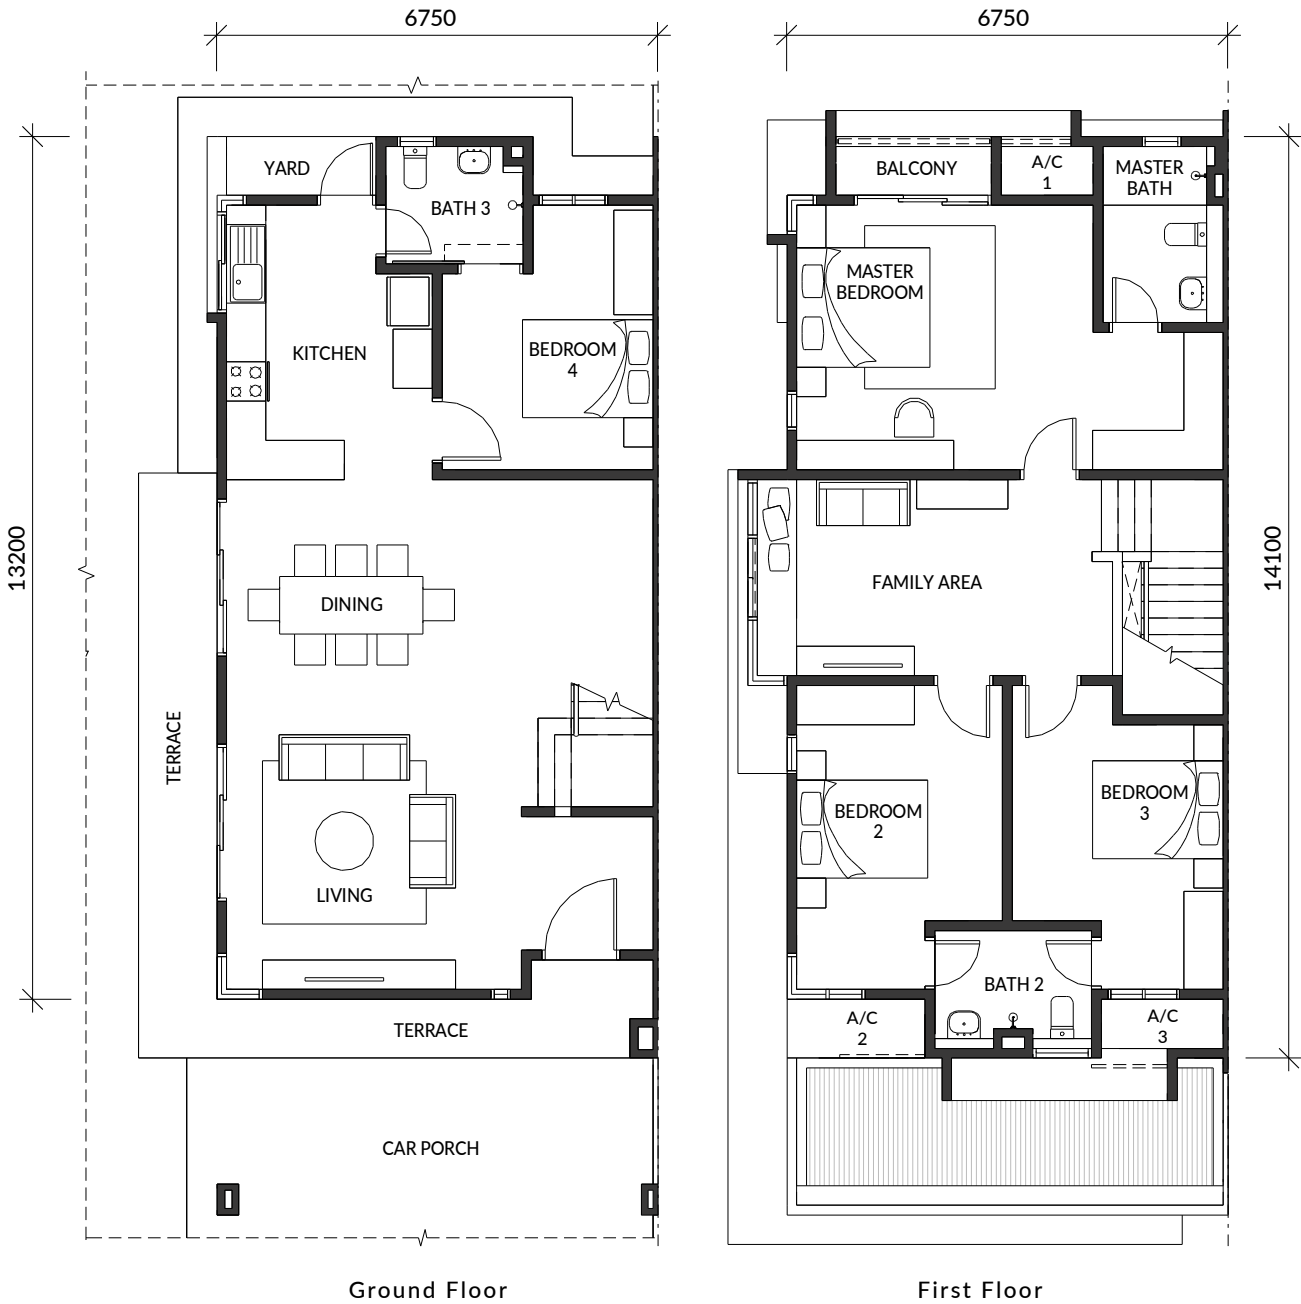 6750
13200
YARD
BATH 3
KITCHEN
BEDROOM
4
DINING
TERRACE
LIVING
TERRACE
CAR PORCH
Ground Floor
6750
14100
BALCONY
A/C
1
MASTER
BATH
MASTER
BEDROOM
FAMILY AREA
BEDROOM
2
BEDROOM
3
BATH 2
A/C
2
A/C
3
First Floor